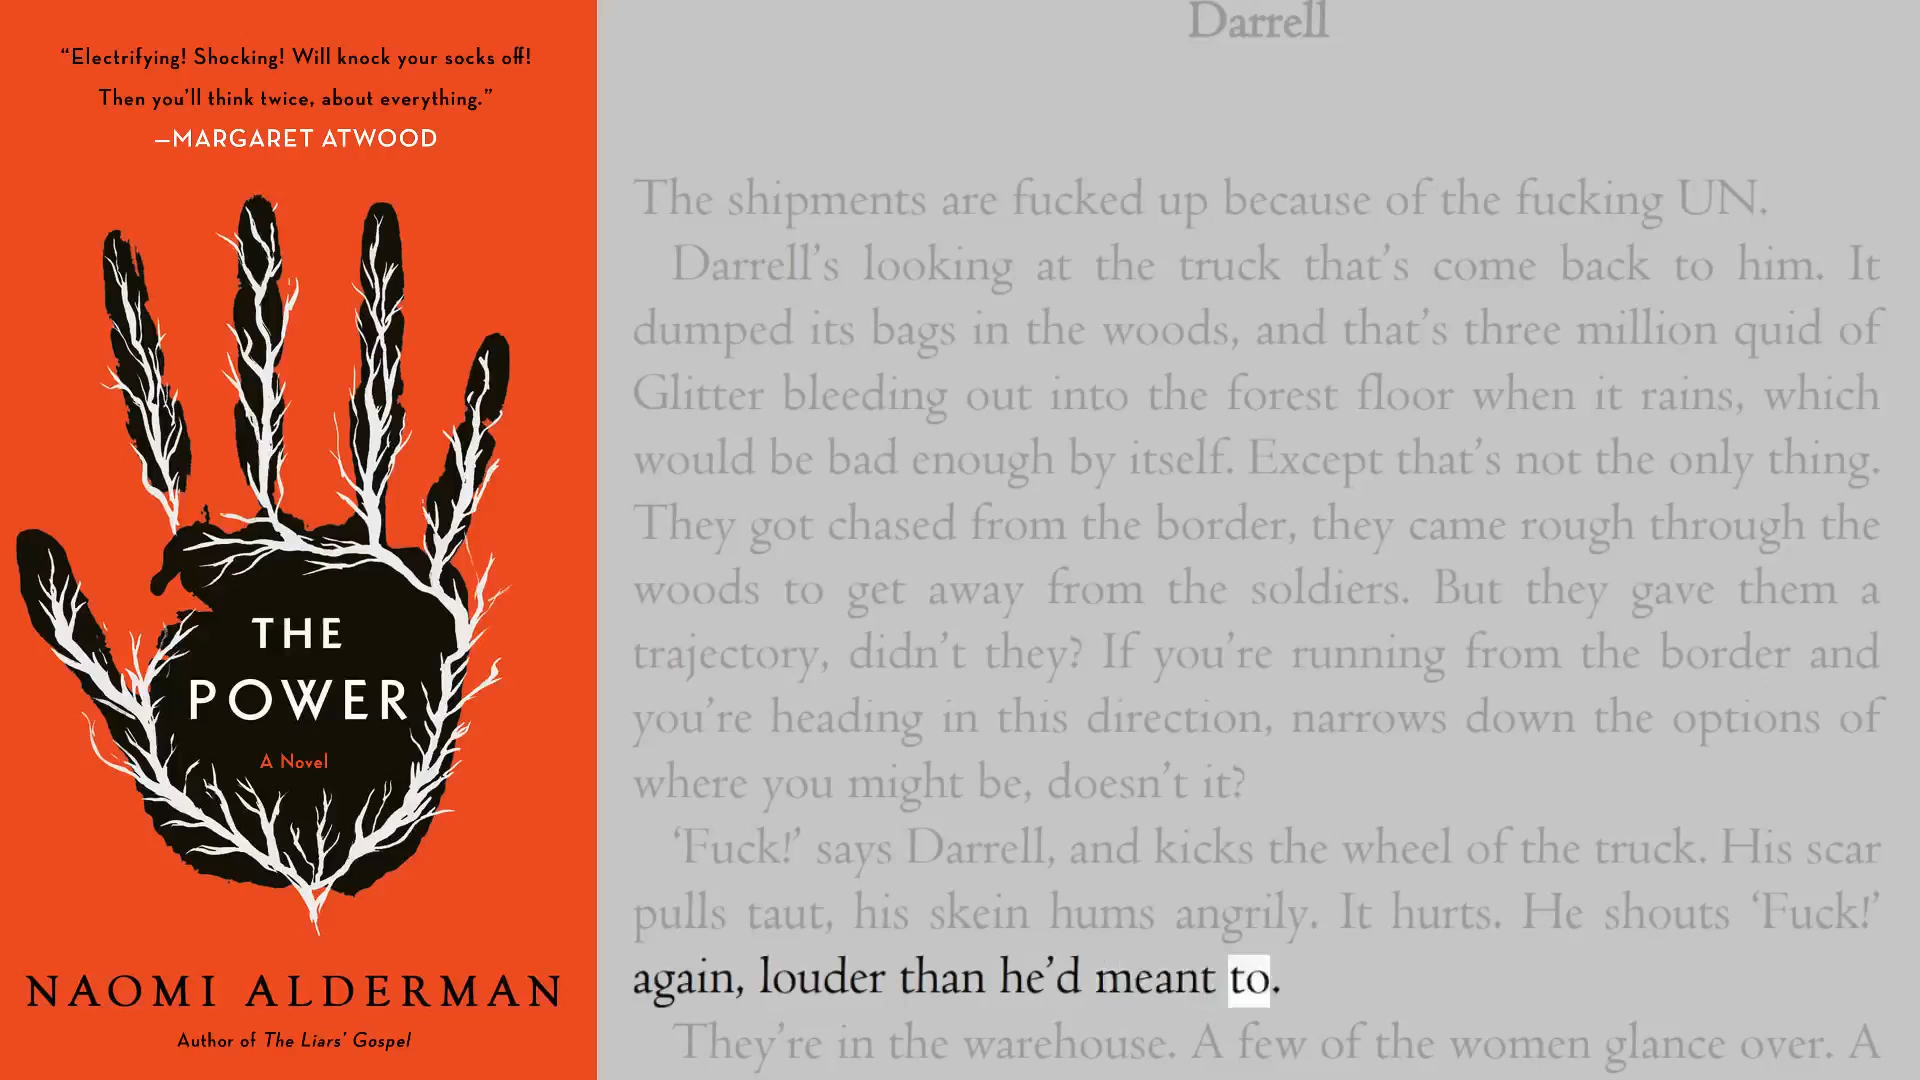 “Electrifying! Shocking! Will knock your socks off!
Then you’ll think twice, about everything.”
—MARGARET ATWOOD
THE
POWER
A Novel
NAOMI ALDERMAN
Author of The Liars’ Gospel
Darrell
The shipments are fucked up because of the fucking UN.
Darrell’s looking at the truck that’s come back to him. It
dumped its bags in the woods, and that’s three million quid of
Glitter bleeding out into the forest floor when it rains, which
would be bad enough by itself. Except that’s not the only thing.
They got chased from the border, they came rough through the
woods to get away from the soldiers. But they gave them a
trajectory, didn’t they? If you’re running from the border and
you’re heading in this direction, narrows down the options of
where you might be, doesn’t it?
‘Fuck!’ says Darrell, and kicks the wheel of the truck. His scar
pulls taut, his skein hums angrily. It hurts. He shouts ‘Fuck!’
again, louder than he’d meant to.
They’re in the warehouse. A few of the women glance over. A